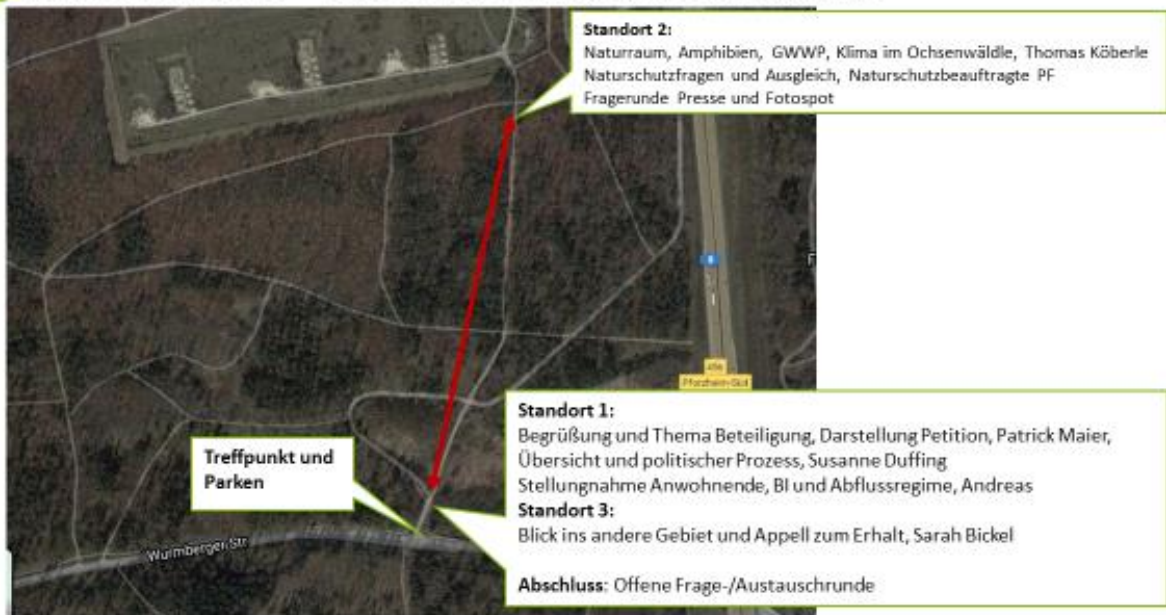 Standort 2:
Naturraum, Amphibien, GWWP, Klima im Ochsenwäldle, Thomas Köberle
Naturschutzfragen und Ausgleich, Naturschutzbeauftragte PF
Fragerunde Presse und Fotospot
8
Pforzheim-Süd
Standort 1:
Begrüßung und Thema Beteiligung, Darstellung Petition, Patrick Maier,
Übersicht und politischer Prozess, Susanne Duffing
Stellungnahme Anwohnende, BI und Abflussregime, Andreas
Standort 3:
Blick ins andere Gebiet und Appell zum Erhalt, Sarah Bickel
Abschluss: Offene Frage-/Austauschrunde
Treffpunkt und
Parken
Wurmberger Str.